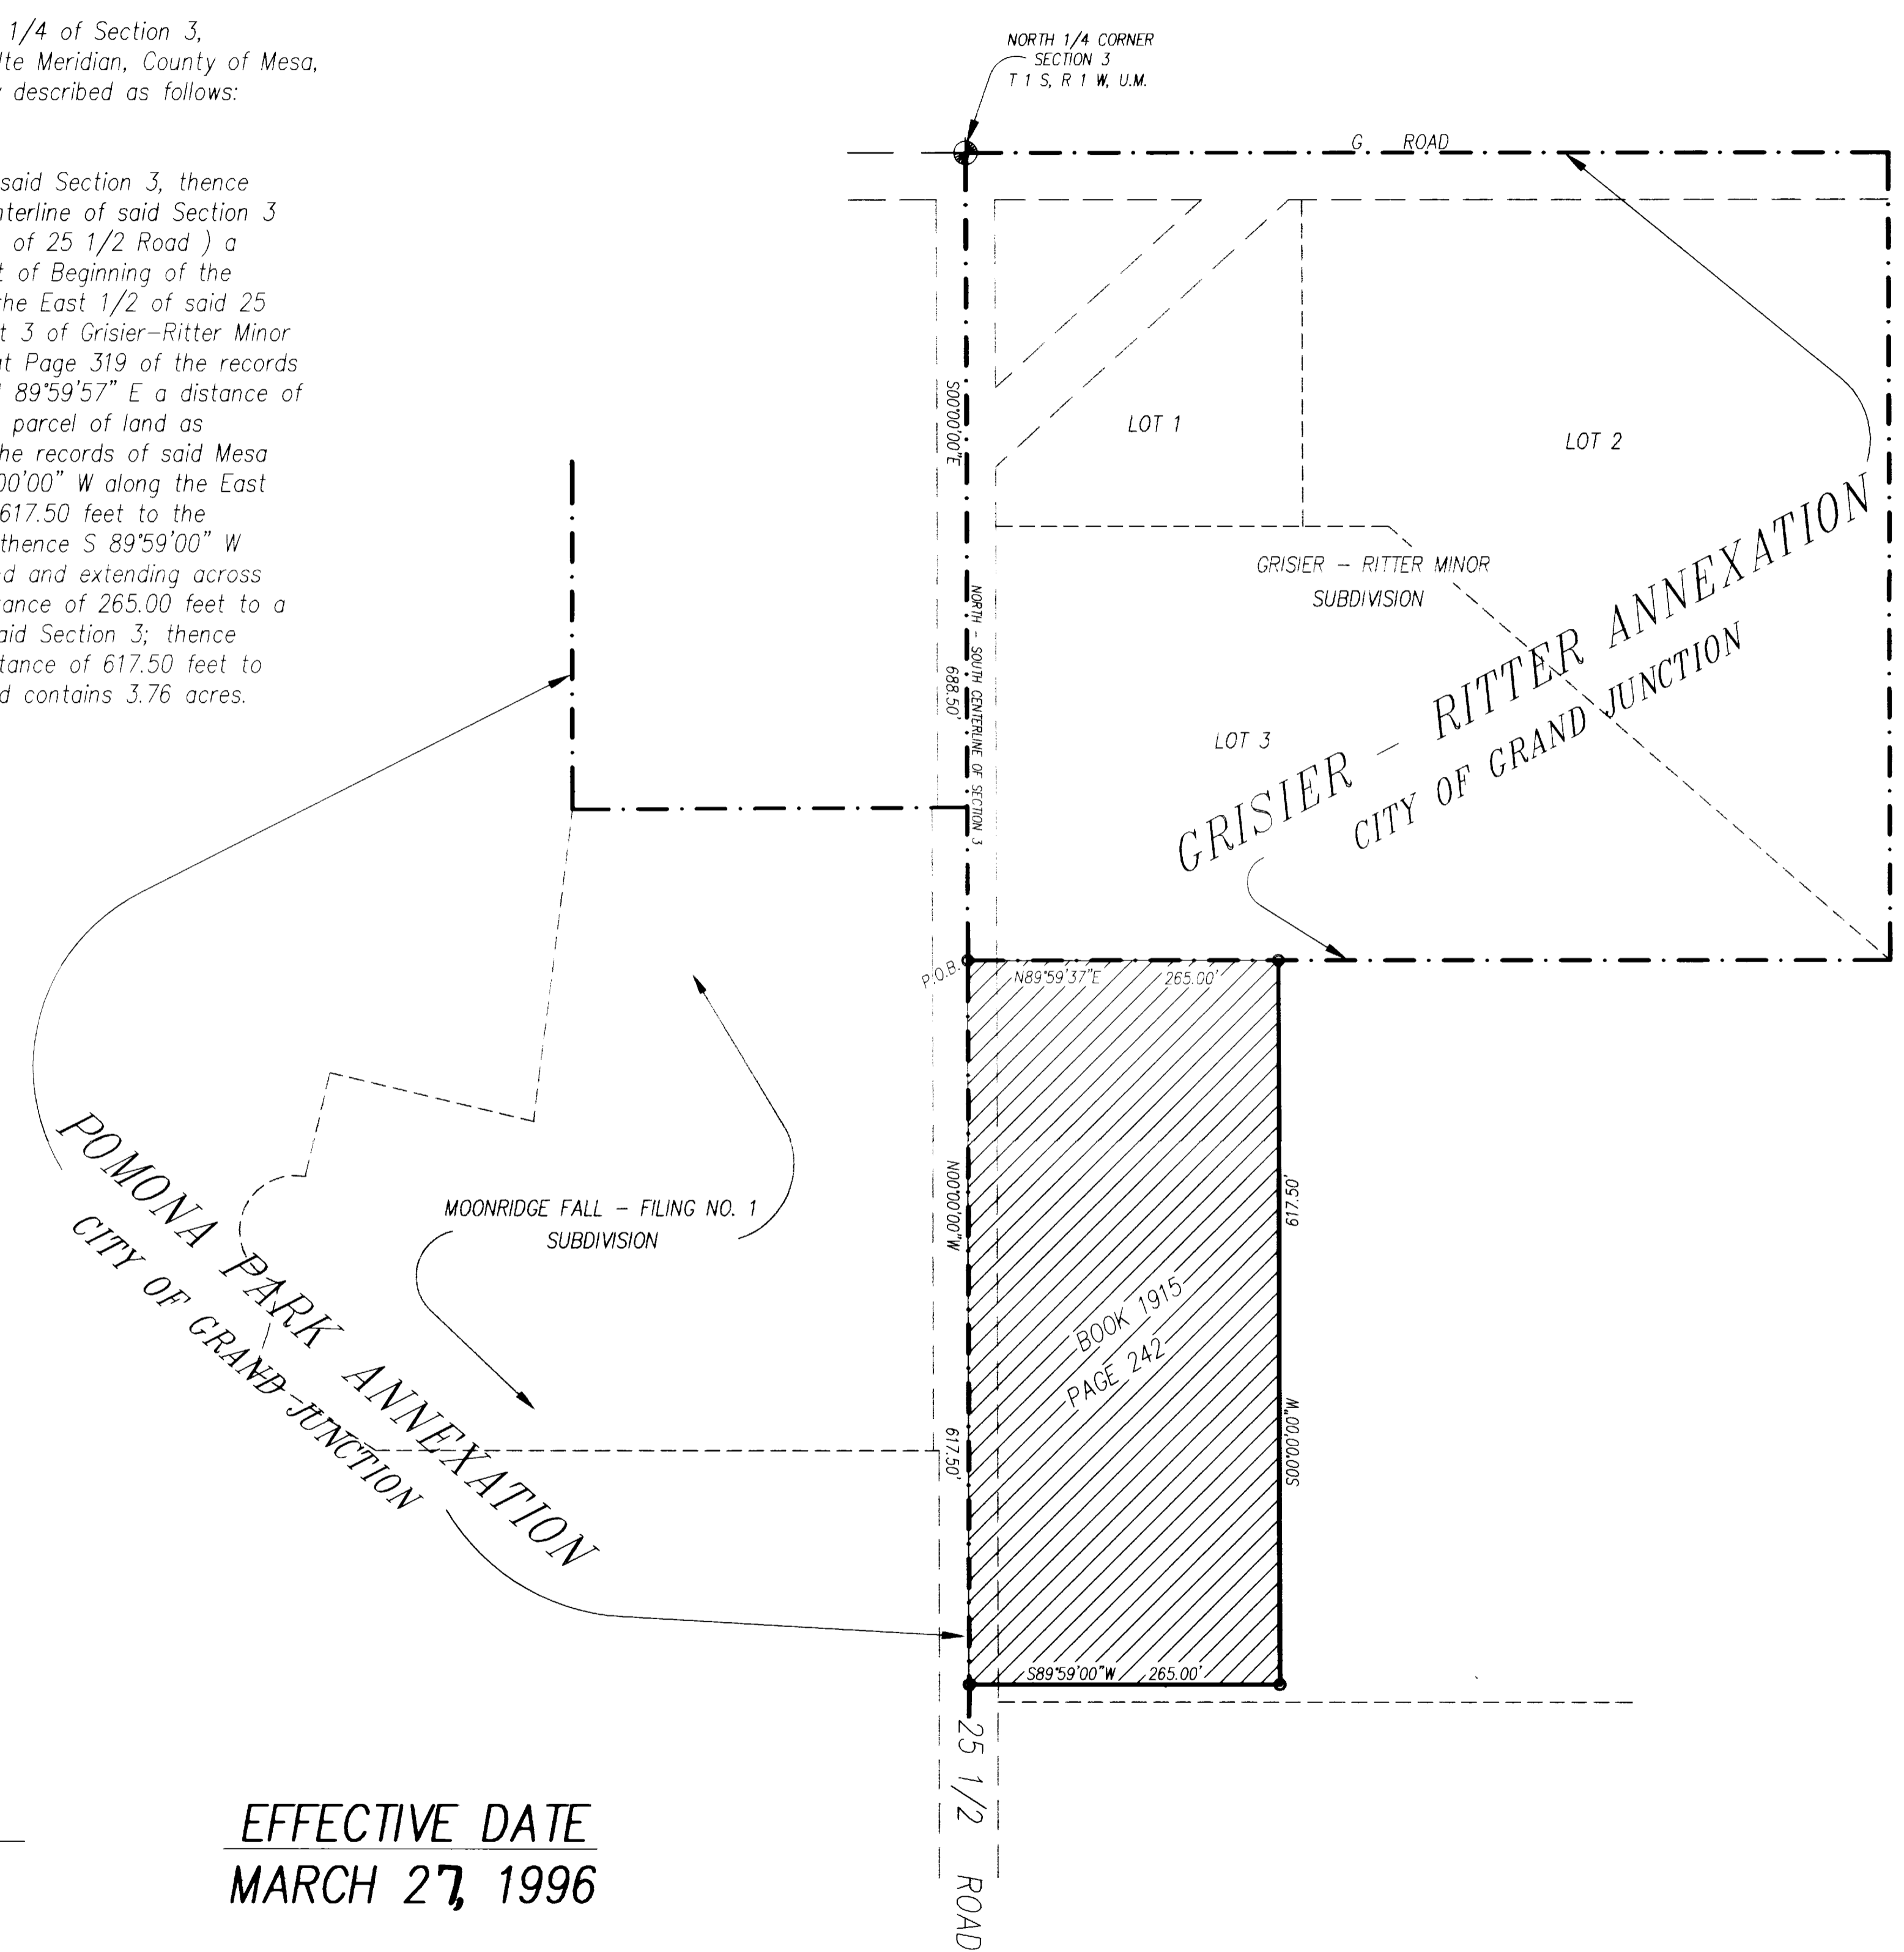 1/4 of Section 3,
Ute Meridian, County of Mesa,
described as follows:
said Section 3, thence
nterline of said Section 3
of 25 1/2 Road ) a
t of Beginning of the
the East 1/2 of said 25
t 3 of Grisier-Ritter Minor
at Page 319 of the records
89°59'57" E a distance of
parcel of land as
the records of said Mesa
00'00" W along the East
617.50 feet to the
thence S 89°59'00" W
d and extending across
tance of 265.00 feet to a
aid Section 3; thence
tance of 617.50 feet to
d contains 3.76 acres.
NORTH 1/4 CORNER
SECTION 3
T 1 S, R 1 W, U.M.
G ROAD
S00°00'00"E
688.50'
NORTH - SOUTH CENTERLINE OF SECTION 3
LOT 1
LOT 2
GRISIER - RITTER MINOR
SUBDIVISION
LOT 3
GRISIER - RITTER ANNEXATION
CITY OF GRAND JUNCTION
P.O.B.
N89°59'37"E 265.00'
N00°00'00"W
617.50'
617.50'
S00°00'00"W
BOOK 1915
PAGE 242
S89°59'00"W 265.00'
MOONRIDGE FALL - FILING NO. 1
SUBDIVISION
POMONA PARK ANNEXATION
CITY OF GRAND JUNCTION
25 1/2 ROAD
EFFECTIVE DATE
MARCH 27, 1996